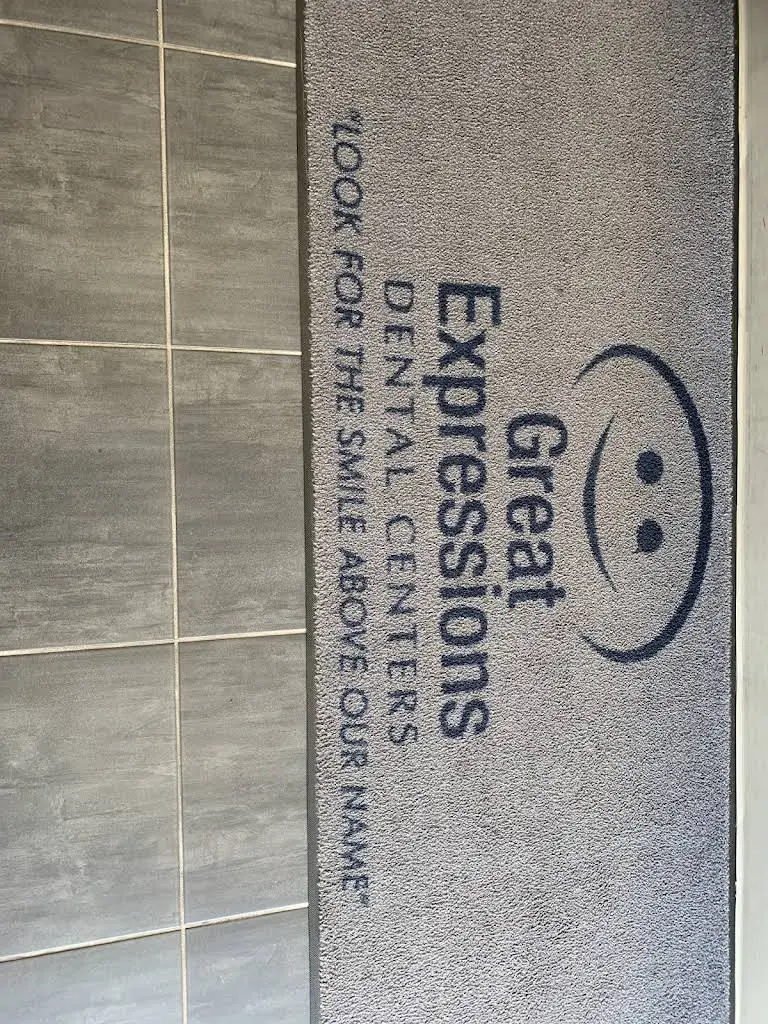 Great
Expressions
DENTAL CENTERS
"LOOK FOR THE SMILE ABOVE OUR NAME"